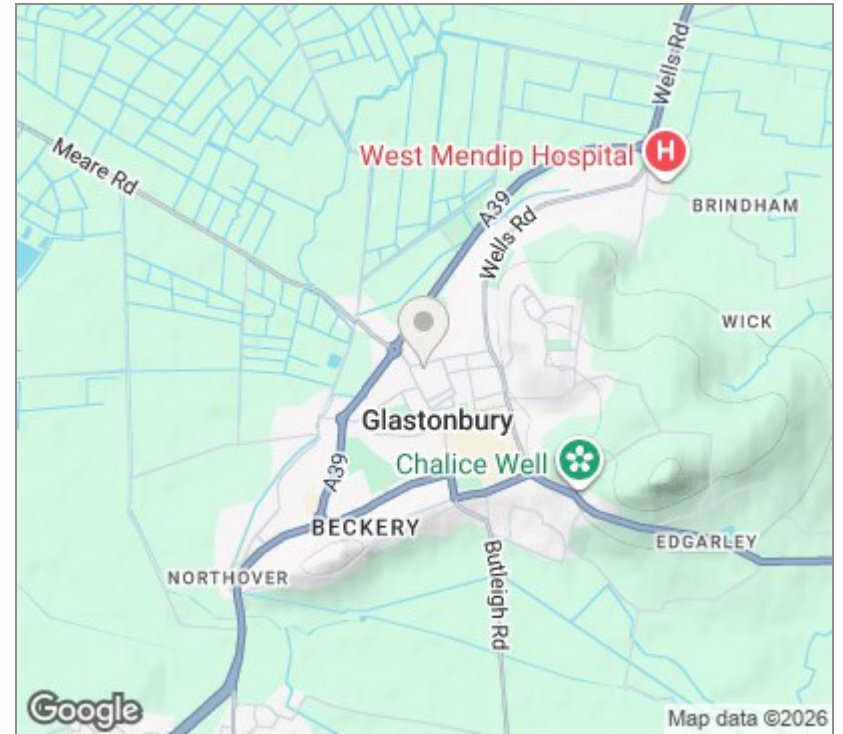 Wells Rd
Meare Rd
West Mendip Hospital
H
A39
BRINDHAM
Wells Rd
WICK
Glastonbury
Chalice Well
A39
BECKERY
EDGARLEY
NORTHOVER
Butleigh Rd
Google
Map data ©2026